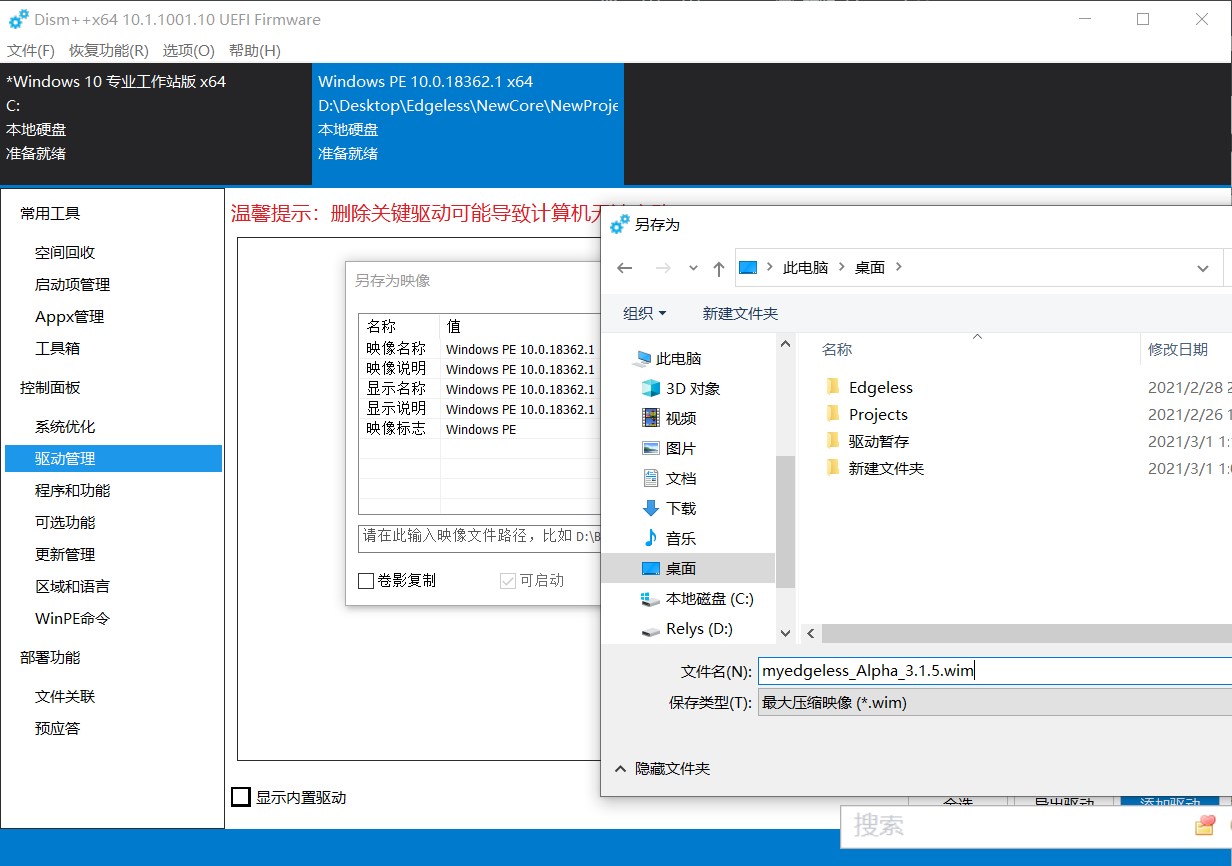 Dism++x64 10.1.1001.10 UEFI Firmware
文件(F) 恢复功能(R) 选项(O) 帮助(H)
*Windows 10 专业工作站版 x64
C:
本地硬盘
准备就绪
Windows PE 10.0.18362.1 x64
D:\Desktop\Edgeless\NewCore\NewProje
本地硬盘
准备就绪
常用工具
空间回收
启动项管理
Appx管理
工具箱
控制面板
系统优化
驱动管理
程序和功能
可选功能
更新管理
区域和语言
WinPE命令
部署功能
文件关联
预应答
温馨提示：删除关键驱动可能导致计算机无
另存为映像
名称 值
映像名称 Windows PE 10.0.18362.1
映像说明 Windows PE 10.0.18362.1
显示名称 Windows PE 10.0.18362.1
显示说明 Windows PE 10.0.18362.1
映像标志 Windows PE
请在此输入映像文件路径，比如 D:\B
卷影复制 可启动
显示内置驱动
另存为
此电脑 桌面
组织 新建文件夹
此电脑
3D 对象
视频
图片
文档
下载
音乐
桌面
本地磁盘 (C:)
Relys (D:)
名称 修改日期
Edgeless 2021/2/28 2
Projects 2021/2/26 1
驱动暂存 2021/3/1 1:
新建文件夹 2021/3/1 1:0
文件名(N): myedgeless_Alpha_3.1.5.wim
保存类型(T): 最大压缩映像 (*.wim)
隐藏文件夹
全选 导出驱动 添加驱动
搜索